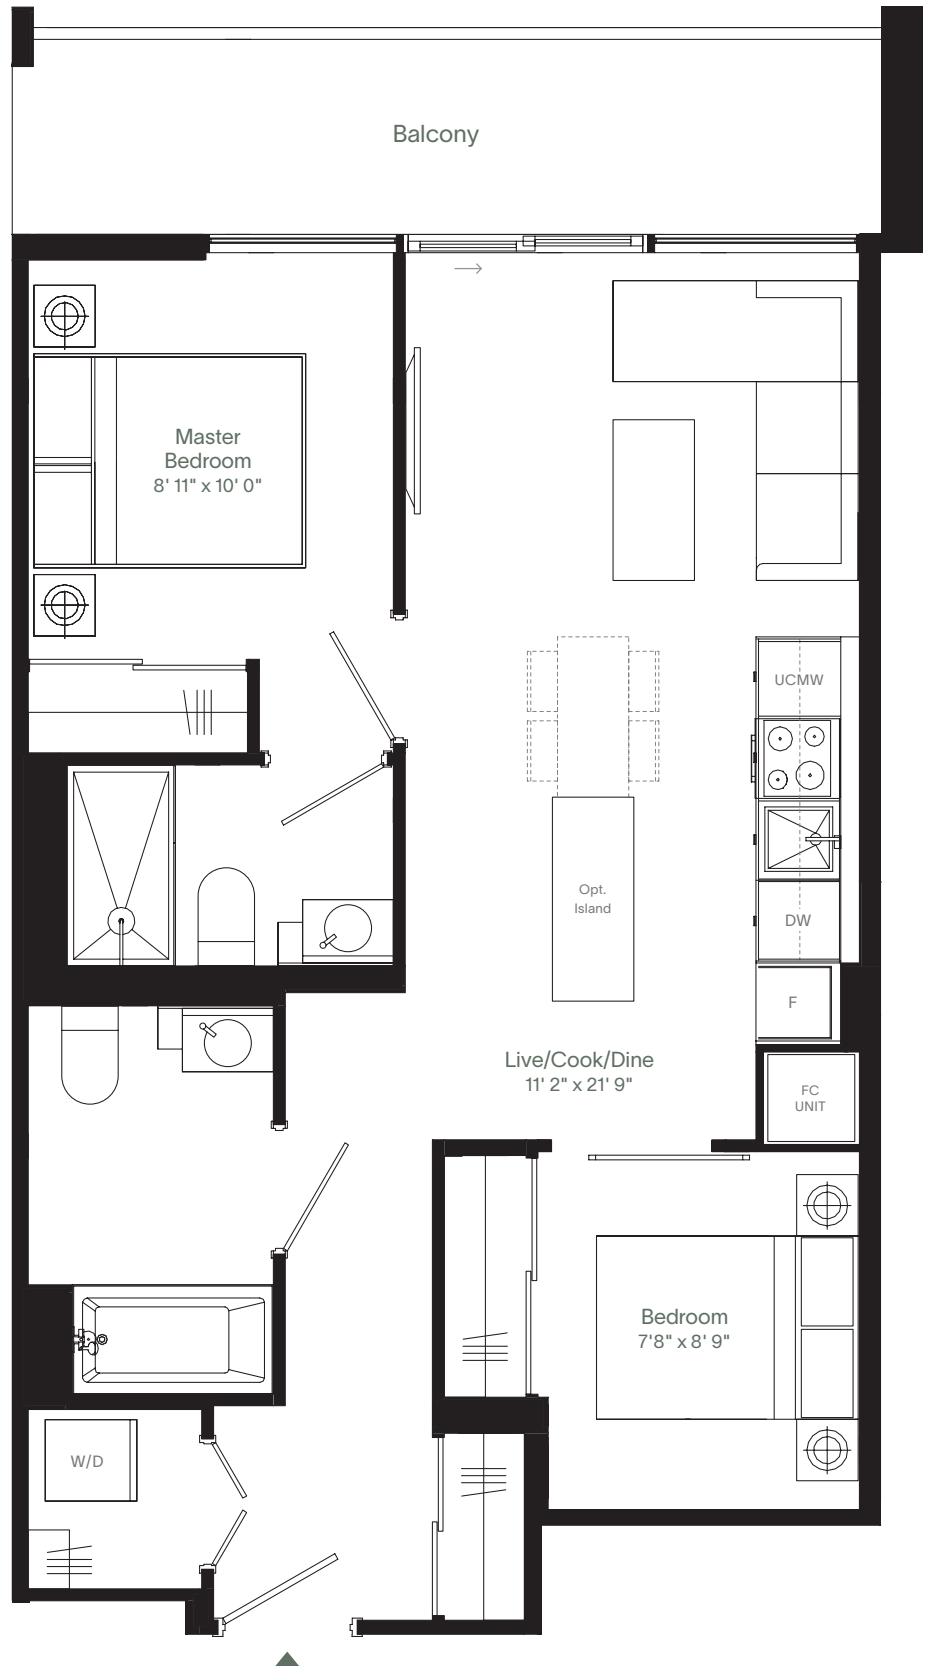 Balcony
Master
Bedroom
8' 11" x 10' 0"
UCMW
Opt.
Island
DW
F
Live/Cook/Dine
11' 2" x 21' 9"
FC
UNIT
Bedroom
7'8" x 8' 9"
W/D